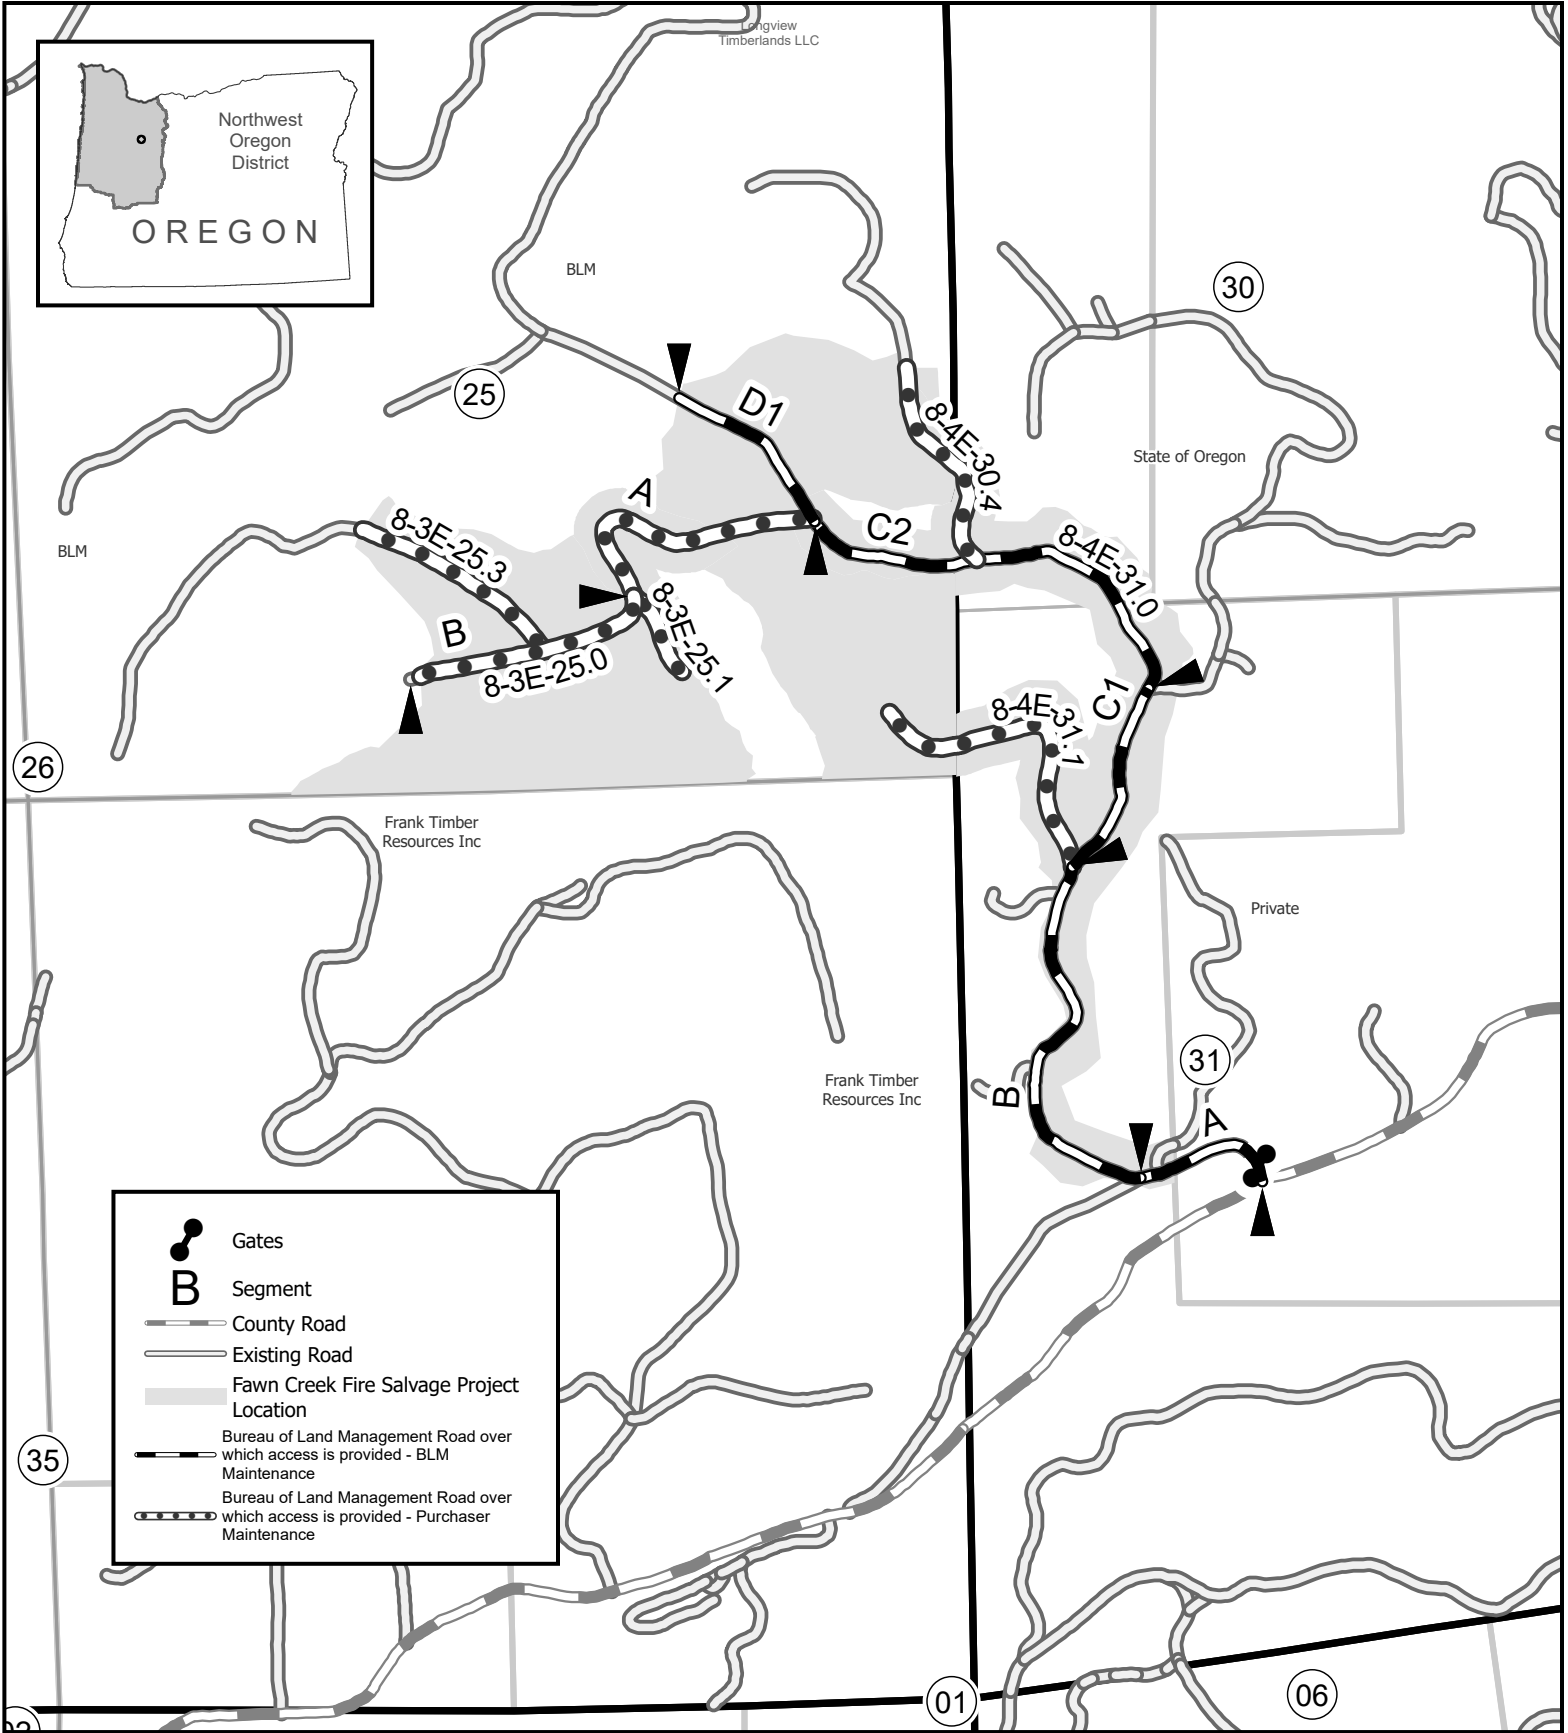 Longview
Timberlands LLC
Northwest
Oregon
District
OREGON
BLM
30
25
D1
8-4E-30.4
State of Oregon
A
C2
8-4E-31.0
8-3E-25.3
BLM
B
8-3E-25.1
8-3E-25.0
C1
8-4E-31.1
26
Frank Timber
Resources Inc
Private
31
Frank Timber
Resources Inc
B
A
Gates
B
Segment
County Road
Existing Road
Fawn Creek Fire Salvage Project
Location
Bureau of Land Management Road over
which access is provided - BLM
Maintenance
Bureau of Land Management Road over
which access is provided - Purchaser
Maintenance
35
01
06